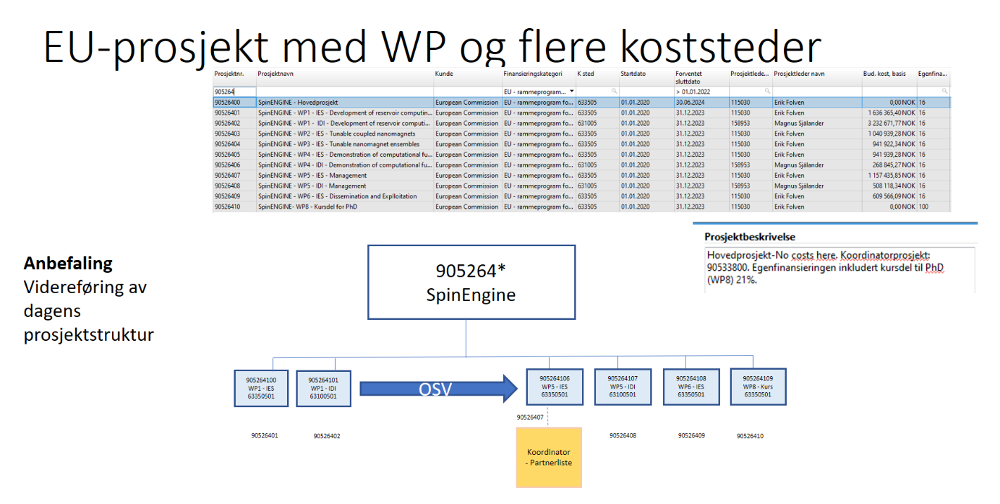 EU-prosjekt med WP og flere koststeder
Prosjektnr. Prosjektnavn Kunde Finansieringskategori K sted Startdato Forventet sluttdato Prosjektlede... Prosjektleder navn Bud. kost, basis Egenfina...
905264 EU - rammeprogram... > 01.01.2022
90526400 SpinENGINE - Hovedprosjekt European Commission EU - rammeprogram fo... 633505 01.01.2020 30.06.2024 115030 Erik Folven 0,00 NOK 16
90526401 SpinENGINE - WP1 - IES - Development of reservoir computin... European Commission EU - rammeprogram fo... 633505 01.01.2020 31.12.2023 115030 Erik Folven 1 636 365,40 NOK 16
90526402 SpinENGINE - WP1 - IDI - Development of reservoir computi... European Commission EU - rammeprogram fo... 631005 01.01.2020 31.12.2023 158953 Magnus Själander 3 232 671,77 NOK 16
90526403 SpinENGINE - WP2 - IES - Tunable coupled nanomagnets European Commission EU - rammeprogram fo... 633505 01.01.2020 31.12.2023 115030 Erik Folven 1 040 939,28 NOK 16
90526404 SpinENGINE - WP3 - IES - Tunable nanomagnet ensembles European Commission EU - rammeprogram fo... 633505 01.01.2020 31.12.2023 115030 Erik Folven 941 922,34 NOK 16
90526405 SpinENGINE - WP4 - IES - Demonstration of computational fu... European Commission EU - rammeprogram fo... 633505 01.01.2020 31.12.2023 115030 Erik Folven 941 939,28 NOK 16
90526406 SpinENGINE - WP4 - IDI - Demonstration of computational fu... European Commission EU - rammeprogram fo... 631005 01.01.2020 31.12.2023 158953 Magnus Själander 268 845,27 NOK 16
90526407 SpinENGINE - WP5 - IES - Management European Commission EU - rammeprogram fo... 633505 01.01.2020 31.12.2023 115030 Erik Folven 1 157 435,85 NOK 16
90526408 SpinENGINE - WP5 - IDI - Management European Commission EU - rammeprogram fo... 631005 01.01.2020 31.12.2023 158953 Magnus Själander 508 118,34 NOK 16
90526409 SpinENGINE - WP6 - IES - Dissemination and Exploitation European Commission EU - rammeprogram fo... 633505 01.01.2020 31.12.2023 115030 Erik Folven 609 566,09 NOK 16
90526410 SpinENGINE- WP8 - Kursdel for PhD European Commission EU - rammeprogram fo... 633505 01.01.2020 31.12.2023 115030 Erik Folven 0,00 NOK 100
Prosjektbeskrivelse
Hovedprosjekt-No costs here. Koordinatorprosjekt:
90533800. Egenfinansieringen inkludert kursdel til PhD
(WP8) 21%.
Anbefaling
Videreføring av
dagens
prosjektstruktur
905264*
SpinEngine
905264100
WP1 - IES
63350501
905264101
WP1 - IDI
63100501
OSV
905264106
WP5 - IES
63350501
905264107
WP5 - IDI
63100501
905264108
WP6 - IES
63350501
905264109
WP8 - Kurs
63350501
90526407
90526401
90526402
90526408
90526409
90526410
Koordinator
- Partnerliste